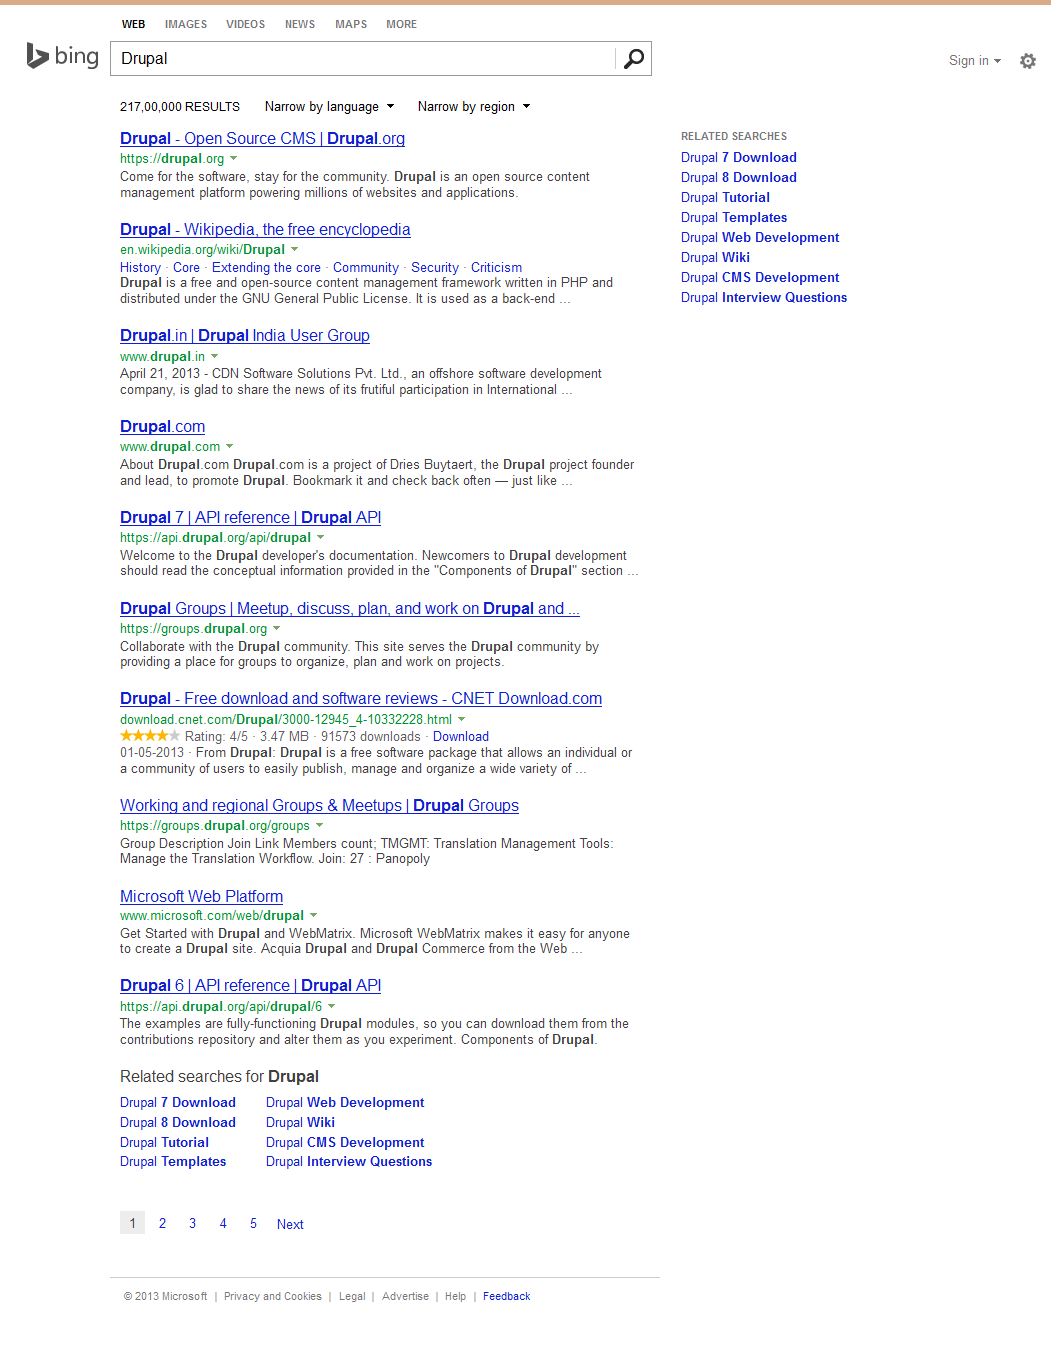 WEB IMAGES VIDEOS NEWS MAPS MORE
bing
Drupal
Sign in
217,00,000 RESULTS Narrow by language Narrow by region
Drupal - Open Source CMS | Drupal.org
https://drupal.org
Come for the software, stay for the community. Drupal is an open source content
management platform powering millions of websites and applications.
Drupal - Wikipedia, the free encyclopedia
en.wikipedia.org/wiki/Drupal
History · Core · Extending the core · Community · Security · Criticism
Drupal is a free and open-source content management framework written in PHP and
distributed under the GNU General Public License. It is used as a back-end ...
Drupal.in | Drupal India User Group
www.drupal.in
April 21, 2013 - CDN Software Solutions Pvt. Ltd., an offshore software development
company, is glad to share the news of its frutiful participation in International ...
Drupal.com
www.drupal.com
About Drupal.com Drupal.com is a project of Dries Buytaert, the Drupal project founder
and lead, to promote Drupal. Bookmark it and check back often — just like ...
Drupal 7 | API reference | Drupal API
https://api.drupal.org/api/drupal
Welcome to the Drupal developer's documentation. Newcomers to Drupal development
should read the conceptual information provided in the "Components of Drupal" section ...
Drupal Groups | Meetup, discuss, plan, and work on Drupal and ...
https://groups.drupal.org
Collaborate with the Drupal community. This site serves the Drupal community by
providing a place for groups to organize, plan and work on projects.
Drupal - Free download and software reviews - CNET Download.com
download.cnet.com/Drupal/3000-12945_4-10332228.html
Rating: 4/5 · 3.47 MB · 91573 downloads · Download
01-05-2013 · From Drupal: Drupal is a free software package that allows an individual or
a community of users to easily publish, manage and organize a wide variety of ...
Working and regional Groups & Meetups | Drupal Groups
https://groups.drupal.org/groups
Group Description Join Link Members count; TMGMT: Translation Management Tools:
Manage the Translation Workflow. Join: 27 : Panopoly
Microsoft Web Platform
www.microsoft.com/web/drupal
Get Started with Drupal and WebMatrix. Microsoft WebMatrix makes it easy for anyone
to create a Drupal site. Acquia Drupal and Drupal Commerce from the Web ...
Drupal 6 | API reference | Drupal API
https://api.drupal.org/api/drupal/6
The examples are fully-functioning Drupal modules, so you can download them from the
contributions repository and alter them as you experiment. Components of Drupal.
RELATED SEARCHES
Drupal 7 Download
Drupal 8 Download
Drupal Tutorial
Drupal Templates
Drupal Web Development
Drupal Wiki
Drupal CMS Development
Drupal Interview Questions
Related searches for Drupal
Drupal 7 Download Drupal Web Development
Drupal 8 Download Drupal Wiki
Drupal Tutorial Drupal CMS Development
Drupal Templates Drupal Interview Questions
1 2 3 4 5 Next
© 2013 Microsoft | Privacy and Cookies | Legal | Advertise | Help | Feedback